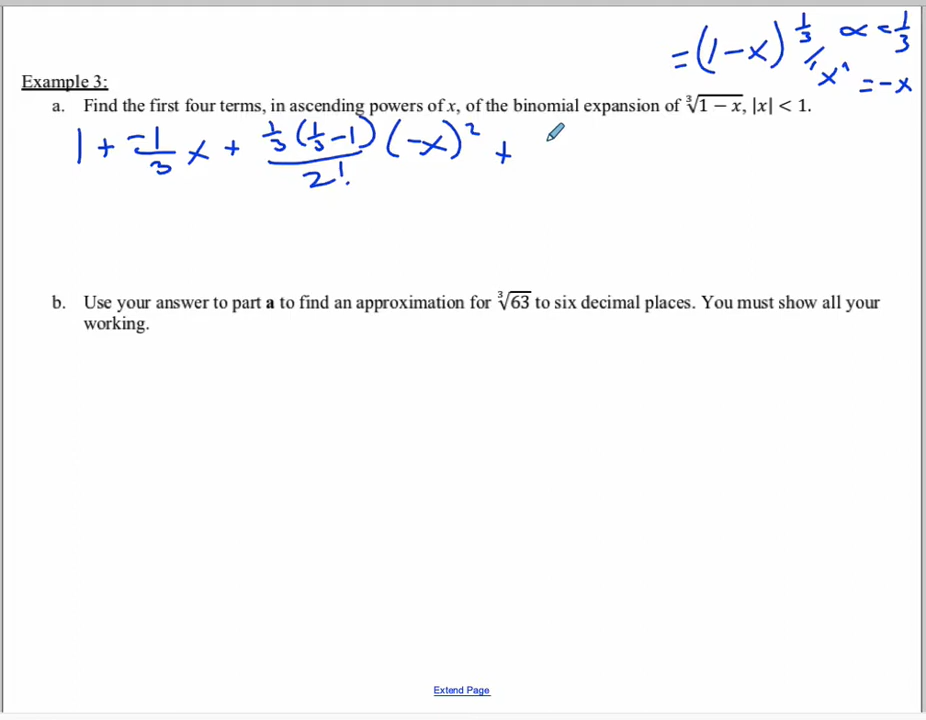 = (1-x)^{1/3} ∝ = 1/3
"x" = -x
Example 3:
a. Find the first four terms, in ascending powers of x, of the binomial expansion of ∛(1 − x), |x| < 1.
1 + -1/3 x + 1/3(1/3-1)/2! (-x)² +
b. Use your answer to part a to find an approximation for ∛63 to six decimal places. You must show all your
working.
Extend Page